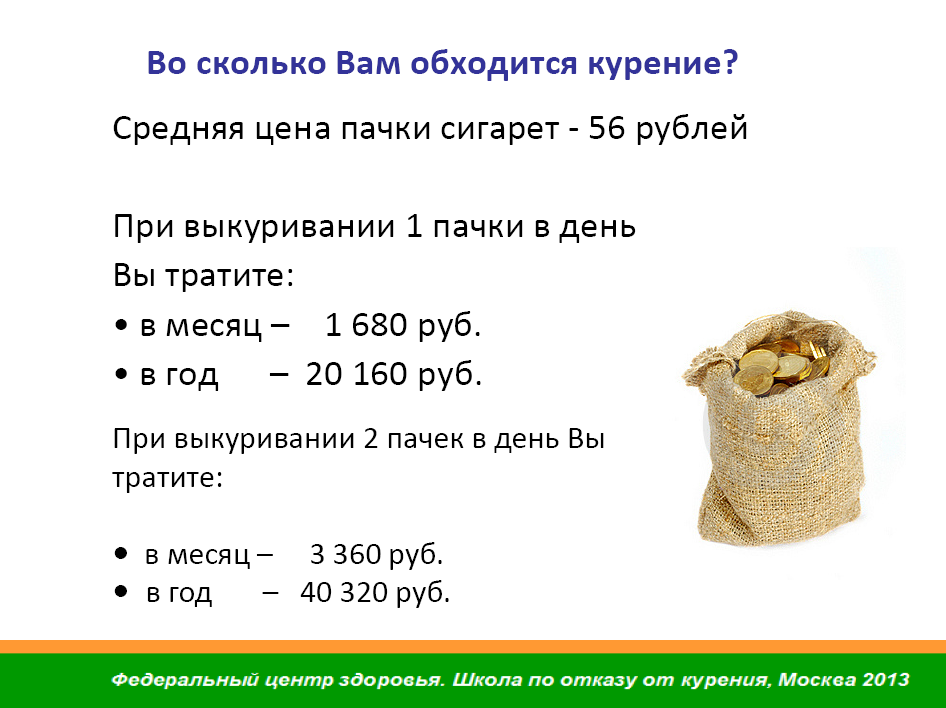 Во сколько Вам обходится курение?
Средняя цена пачки сигарет - 56 рублей
При выкуривании 1 пачки в день
Вы тратите:
• в месяц – 1 680 руб.
• в год – 20 160 руб.
При выкуривании 2 пачек в день Вы
тратите:
• в месяц – 3 360 руб.
• в год – 40 320 руб.
Федеральный центр здоровья. Школа по отказу от курения, Москва 2013